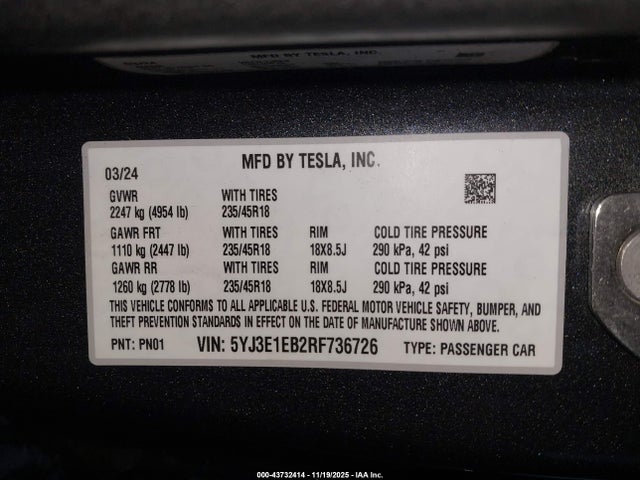 MFD BY TESLA, INC.
MFD BY TESLA, INC.
03/24
GVWR WITH TIRES
2247 kg (4954 lb) 235/45R18
GAWR FRT WITH TIRES RIM COLD TIRE PRESSURE
1110 kg (2447 lb) 235/45R18 18X8.5J 290 kPa, 42 psi
GAWR RR WITH TIRES RIM COLD TIRE PRESSURE
1260 kg (2778 lb) 235/45R18 18X8.5J 290 kPa, 42 psi
THIS VEHICLE CONFORMS TO ALL APPLICABLE U.S. FEDERAL MOTOR VEHICLE SAFETY, BUMPER, AND
THEFT PREVENTION STANDARDS IN EFFECT ON THE DATE OF MANUFACTURE SHOWN ABOVE.
PNT: PN01 VIN: 5YJ3E1EB2RF736726 TYPE: PASSENGER CAR
000-43732414 - 11/19/2025 - IAA Inc.